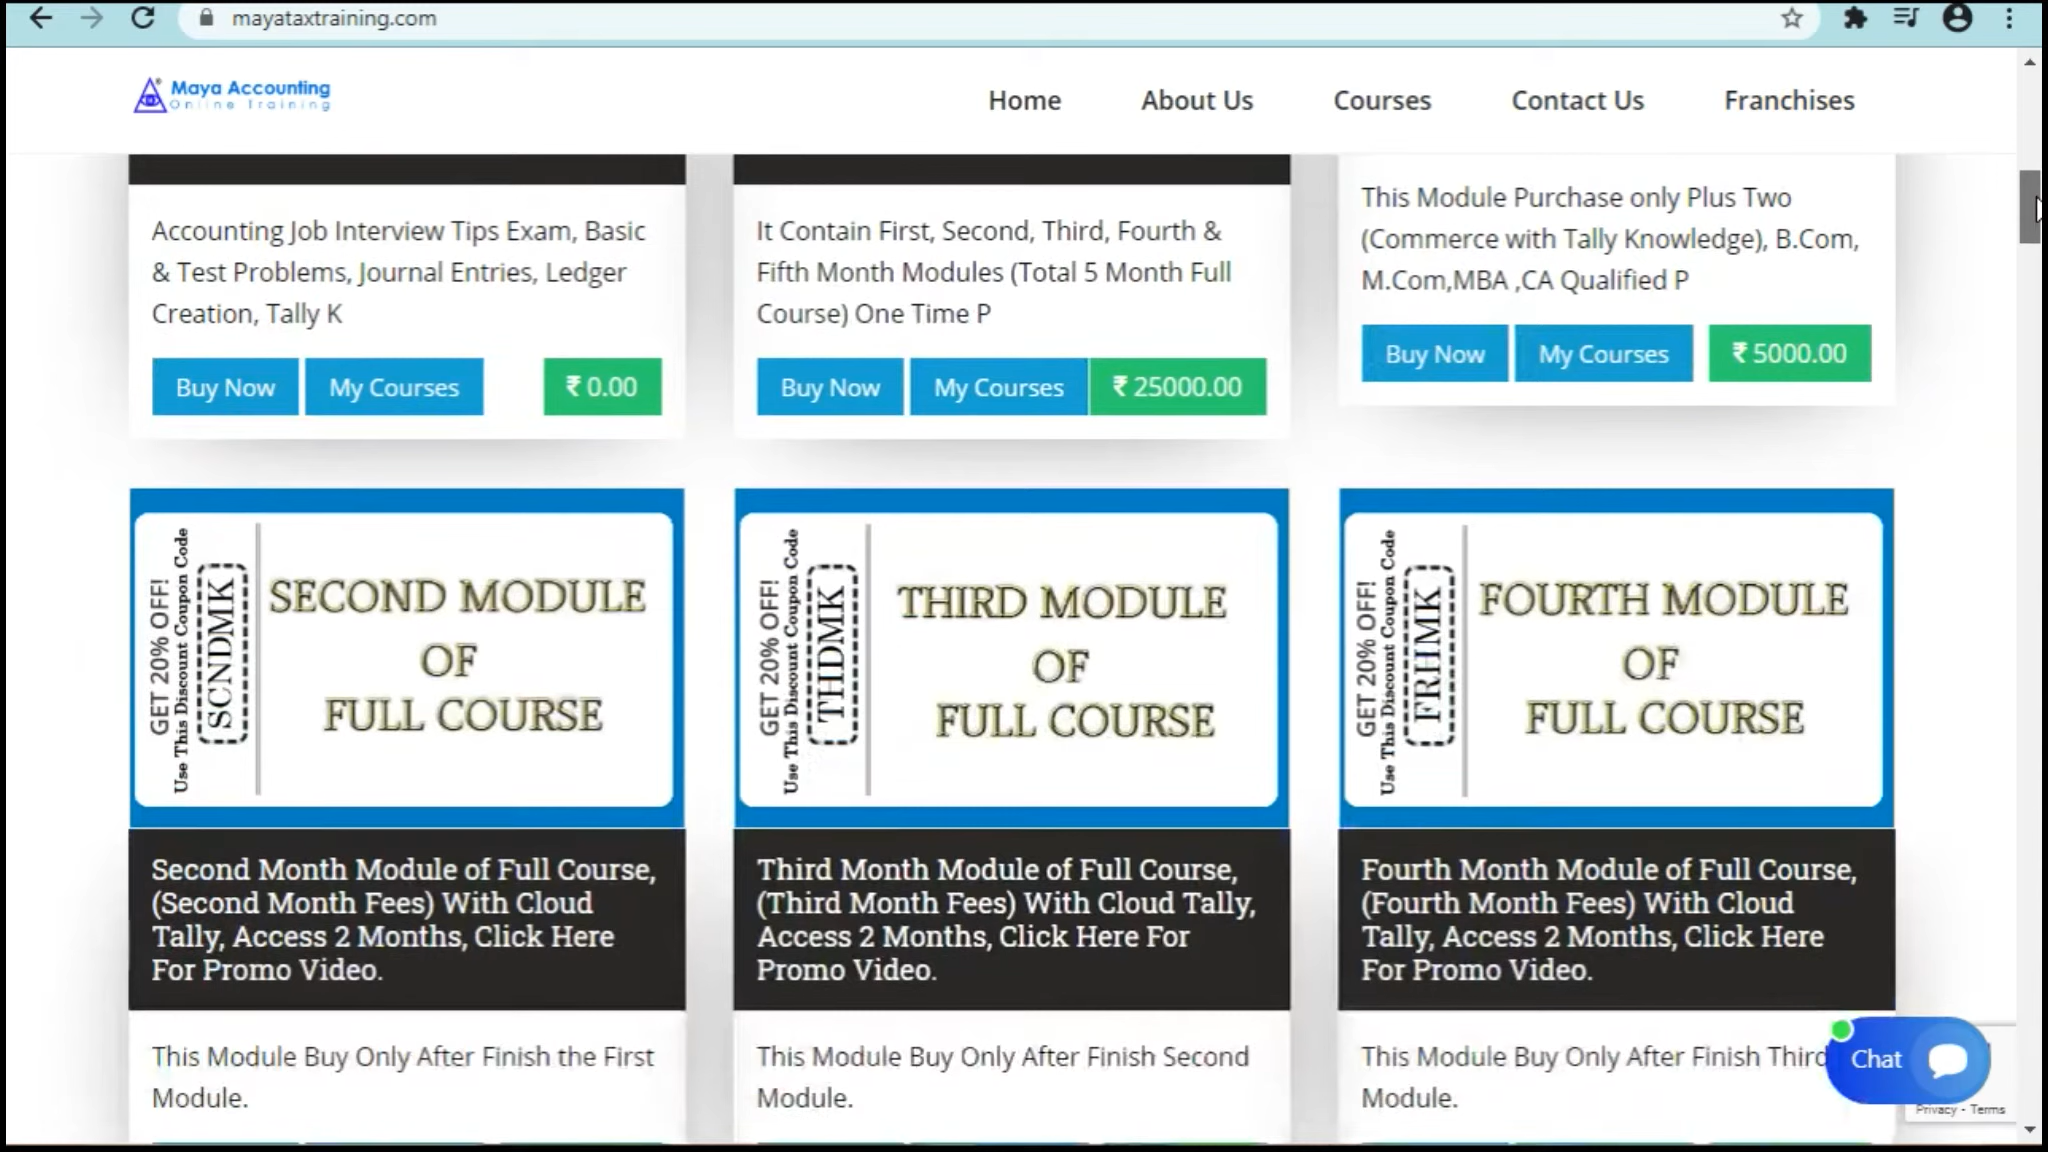 mayataxtraining.com
Maya Accounting
Online Training
Home
About Us
Courses
Contact Us
Franchises
Accounting Job Interview Tips Exam, Basic
& Test Problems, Journal Entries, Ledger
Creation, Tally K
Buy Now
My Courses
₹ 0.00
It Contain First, Second, Third, Fourth &
Fifth Month Modules (Total 5 Month Full
Course) One Time P
Buy Now
My Courses
₹ 25000.00
This Module Purchase only Plus Two
(Commerce with Tally Knowledge), B.Com,
M.Com,MBA ,CA Qualified P
Buy Now
My Courses
₹ 5000.00
GET 20% OFF!
Use This Discount Coupon Code
SCNDMK
SECOND MODULE
OF
FULL COURSE
Second Month Module of Full Course,
(Second Month Fees) With Cloud
Tally, Access 2 Months, Click Here
For Promo Video.
This Module Buy Only After Finish the First
Module.
GET 20% OFF!
Use This Discount Coupon Code
THDMK
THIRD MODULE
OF
FULL COURSE
Third Month Module of Full Course,
(Third Month Fees) With Cloud Tally,
Access 2 Months, Click Here For
Promo Video.
This Module Buy Only After Finish Second
Module.
GET 20% OFF!
Use This Discount Coupon Code
FRHMK
FOURTH MODULE
OF
FULL COURSE
Fourth Month Module of Full Course,
(Fourth Month Fees) With Cloud
Tally, Access 2 Months, Click Here
For Promo Video.
This Module Buy Only After Finish Third
Module.
Chat
Privacy - Terms